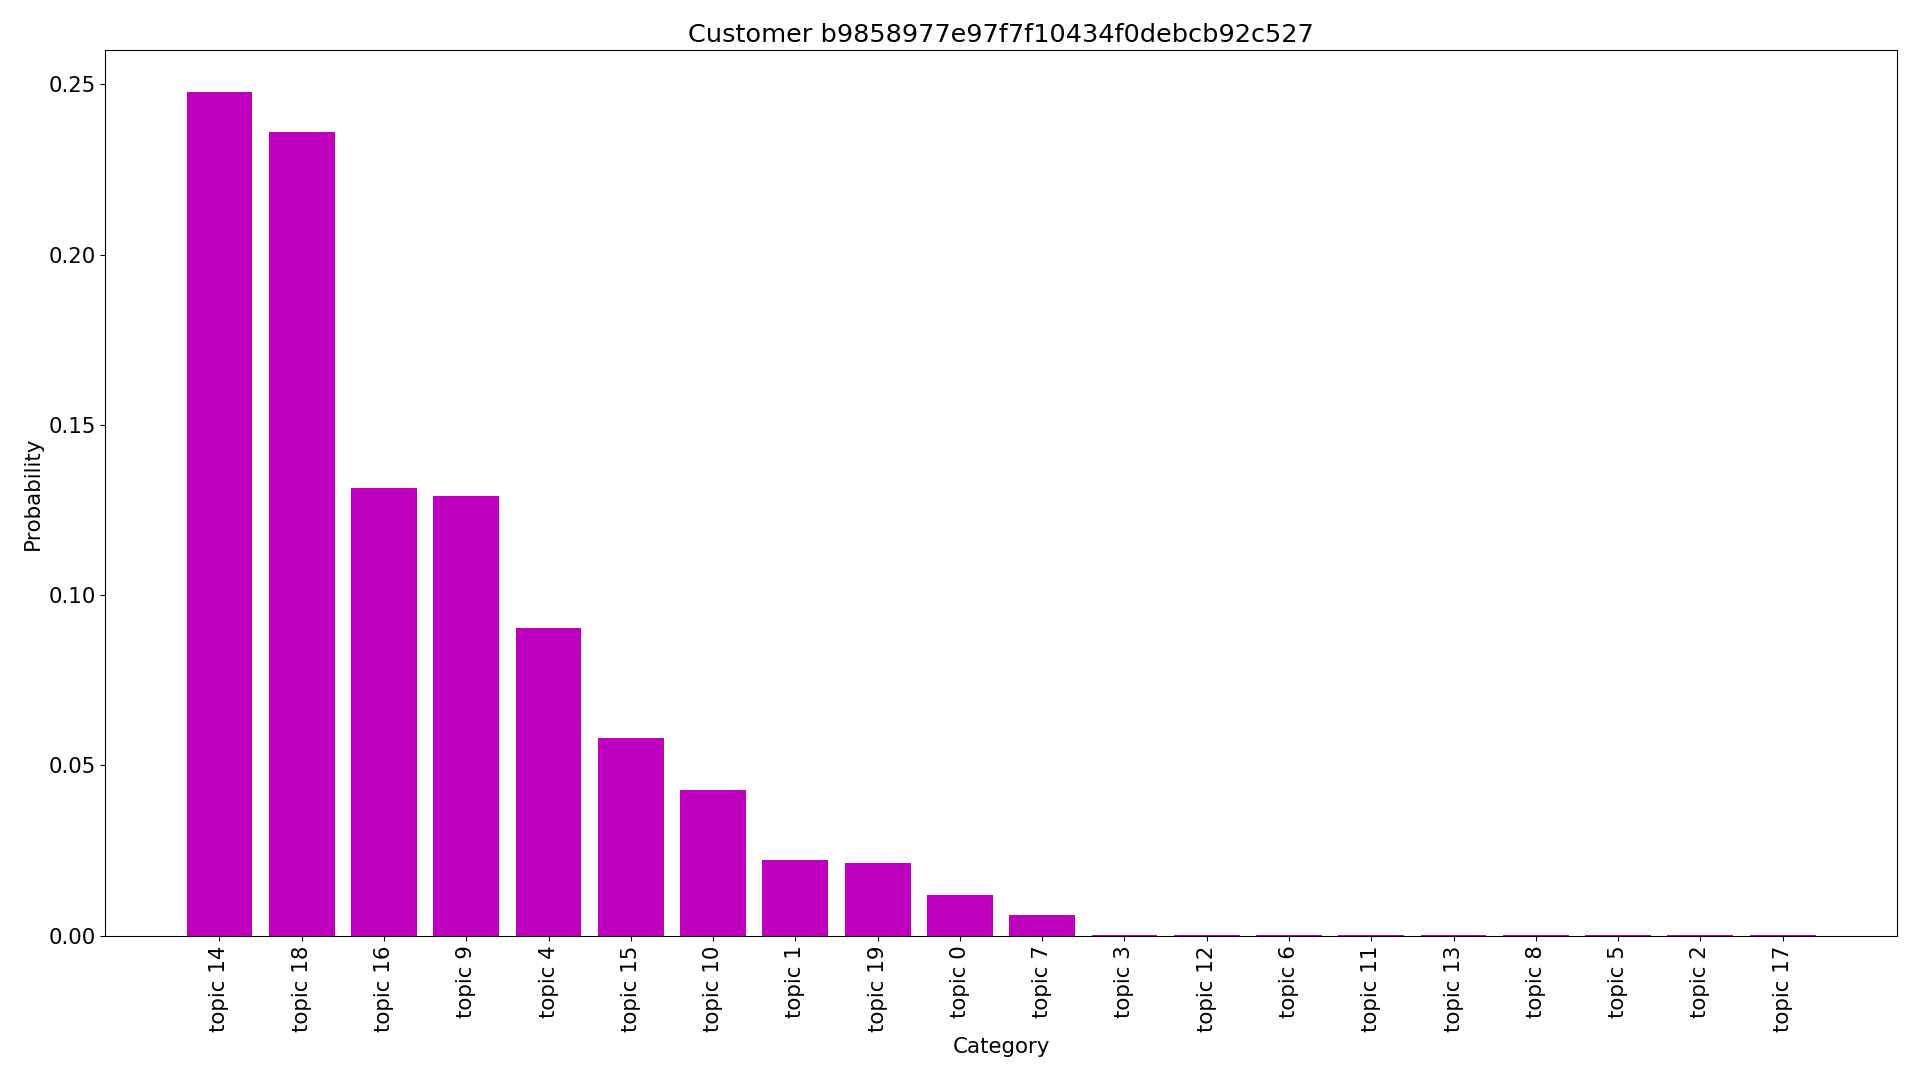 Customer b9858977e97f7f10434f0debcb92c527
Probability
0.25
0.20
0.15
0.10
0.05
0.00
topic 14
topic 18
topic 16
topic 9
topic 4
topic 15
topic 10
topic 1
topic 19
topic 0
topic 7
topic 3
topic 12
topic 6
topic 11
topic 13
topic 8
topic 5
topic 2
topic 17
Category